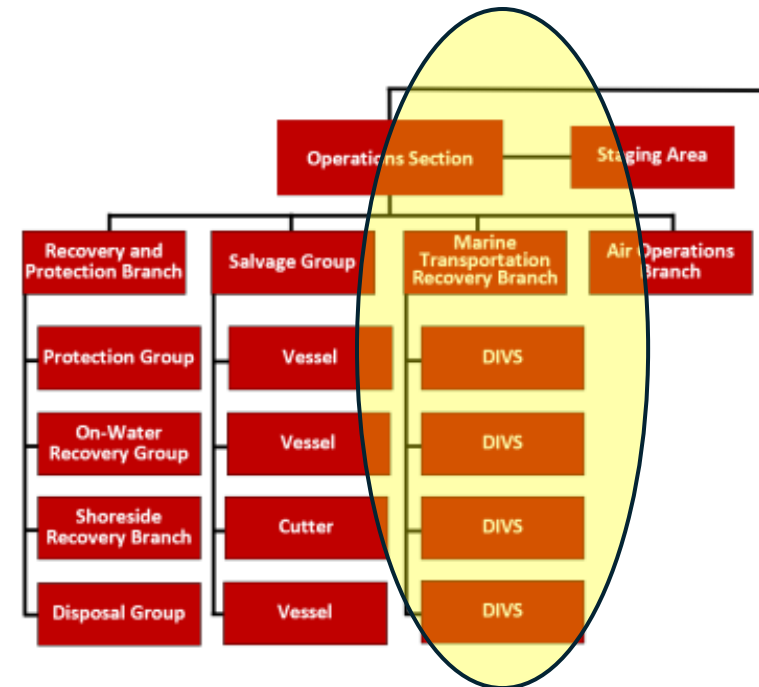 Operations Section
Staging Area
Recovery and
Protection Branch
Salvage Group
Marine
Transportation
Recovery Branch
Air Operations
Branch
Protection Group
Vessel
DIVS
On-Water
Recovery Group
Vessel
DIVS
Shoreside
Recovery Branch
Cutter
DIVS
Disposal Group
Vessel
DIVS